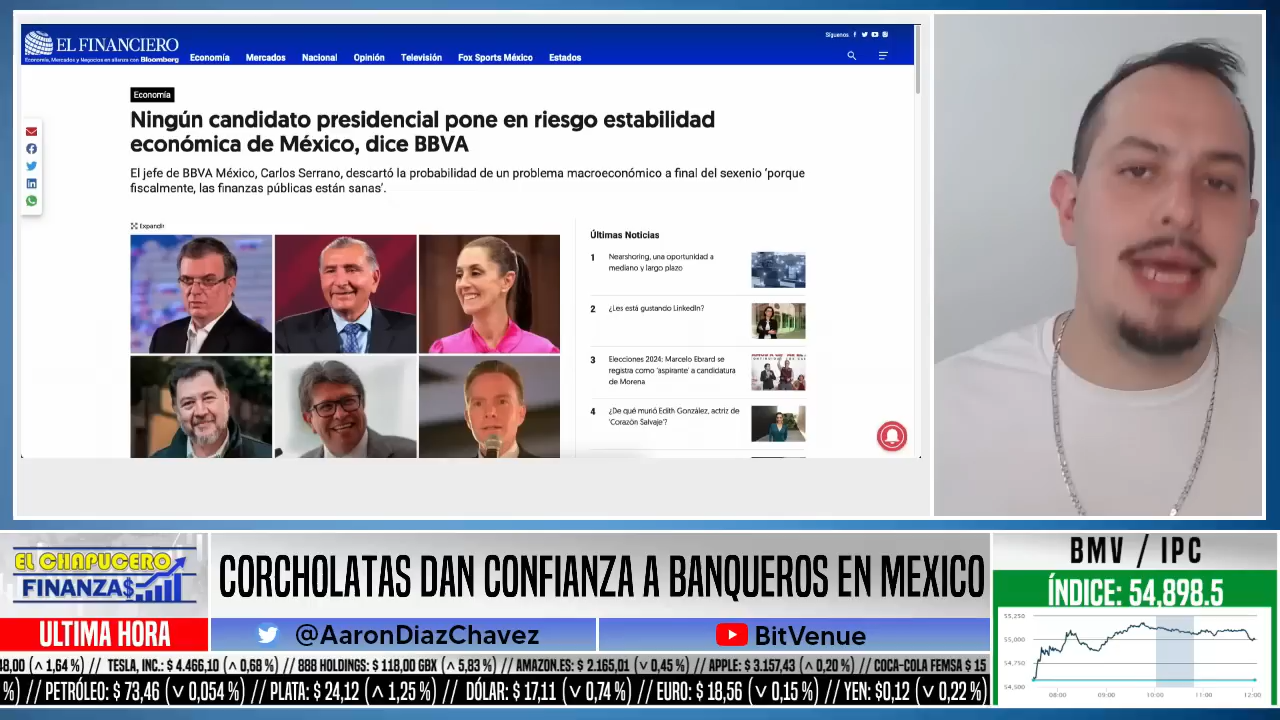 EL FINANCIERO
Economía, Mercados y Negocios en alianza con Bloomberg
Economía Mercados Nacional Opinión Televisión Fox Sports México Estados
Síguenos
Economía
Ningún candidato presidencial pone en riesgo estabilidad
económica de México, dice BBVA
El jefe de BBVA México, Carlos Serrano, descartó la probabilidad de un problema macroeconómico a final del sexenio 'porque
fiscalmente, las finanzas públicas están sanas'.
Expandir
Últimas Noticias
1 Nearshoring, una oportunidad a
mediano y largo plazo
2 ¿Les está gustando LinkedIn?
3 Elecciones 2024: Marcelo Ebrard se
registra como 'aspirante' a candidatura
de Morena
4 ¿De qué murió Edith González, actriz de
'Corazón Salvaje'?
EL CHAPUCERO
FINANZA$
ULTIMA HORA
CORCHOLATAS DAN CONFIANZA A BANQUEROS EN MEXICO
@AaronDiazChavez
BitVenue
BMV / IPC
ÍNDICE: 54,898.5
55,250
55,000
54,750
54,500
08:00 09:00 10:00 11:00 12:00
48,00 (˄ 1,64 %) // TESLA, INC.: $ 4.466,10 (˄ 0,68 %) // 888 HOLDINGS: $ 118,00 GBX (˄ 5,83 %) // AMAZON.ES: $ 2.165,01 (˅ 0,45 %) // APPLE: $ 3.157,43 (˄ 0,20 %) // COCA-COLA FEMSA $ 15
%) // PETRÓLEO: $ 73,46 (˅ 0,054 %) // PLATA: $ 24,12 (˄ 1,25 %) // DÓLAR: $ 17,11 (˅ 0,74 %) // EURO: $ 18,56 (˅ 0,15 %) // YEN: $0,12 (˅ 0,22 %) //